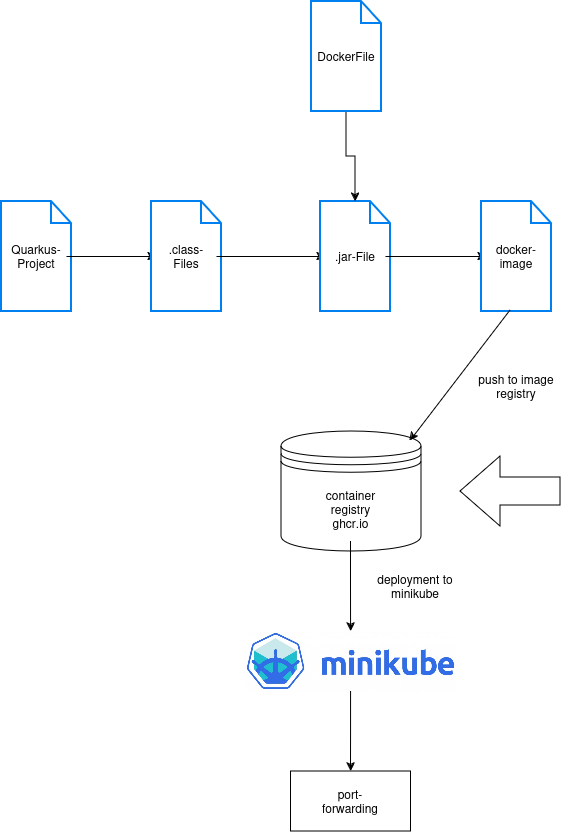 DockerFile
Quarkus-
Project
.class-
Files
.jar-File
docker-
image
push to image
registry
container
registry
ghcr.io
deployment to
minikube
minikube
port-
forwarding